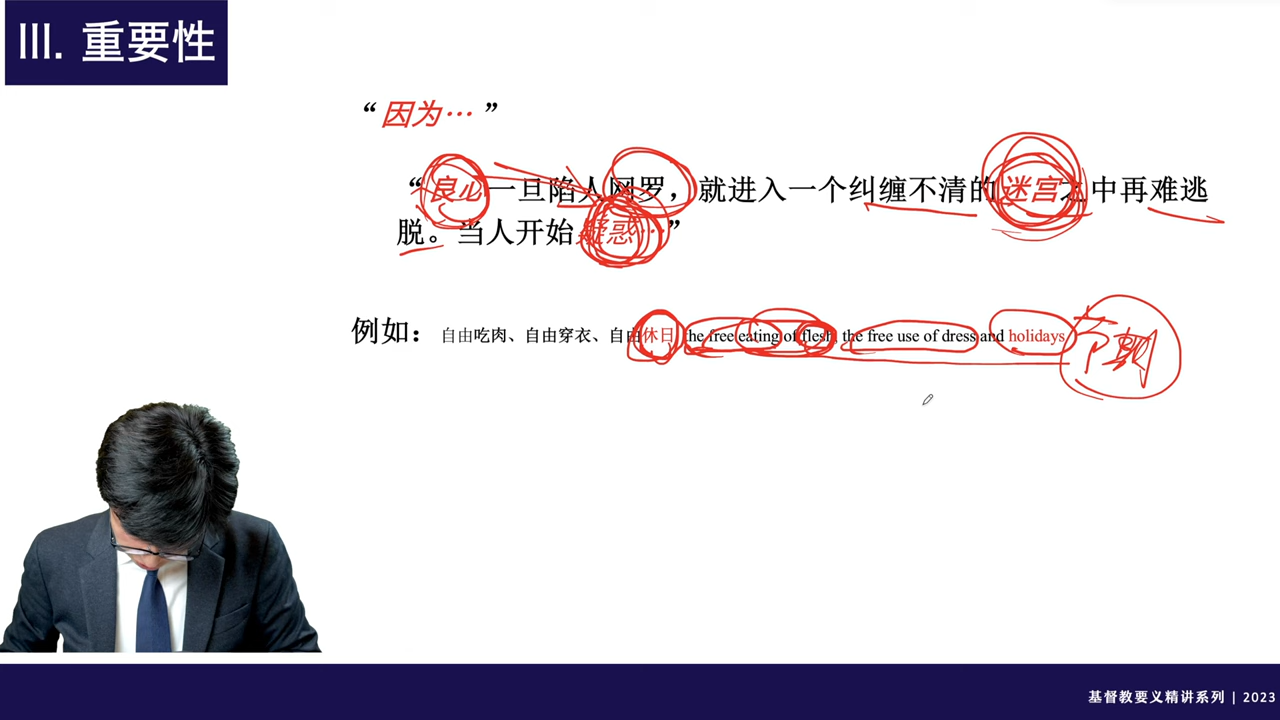 III. 重要性
“因为…”
“良心一旦陷入网罗，就进入一个纠缠不清的迷宫之中再难逃
脱。当人开始疑惑…”
例如：自由吃肉、自由穿衣、自由休日 the free eating of flesh, the free use of dress and holidays
节期
基督教要义精讲系列 | 2023